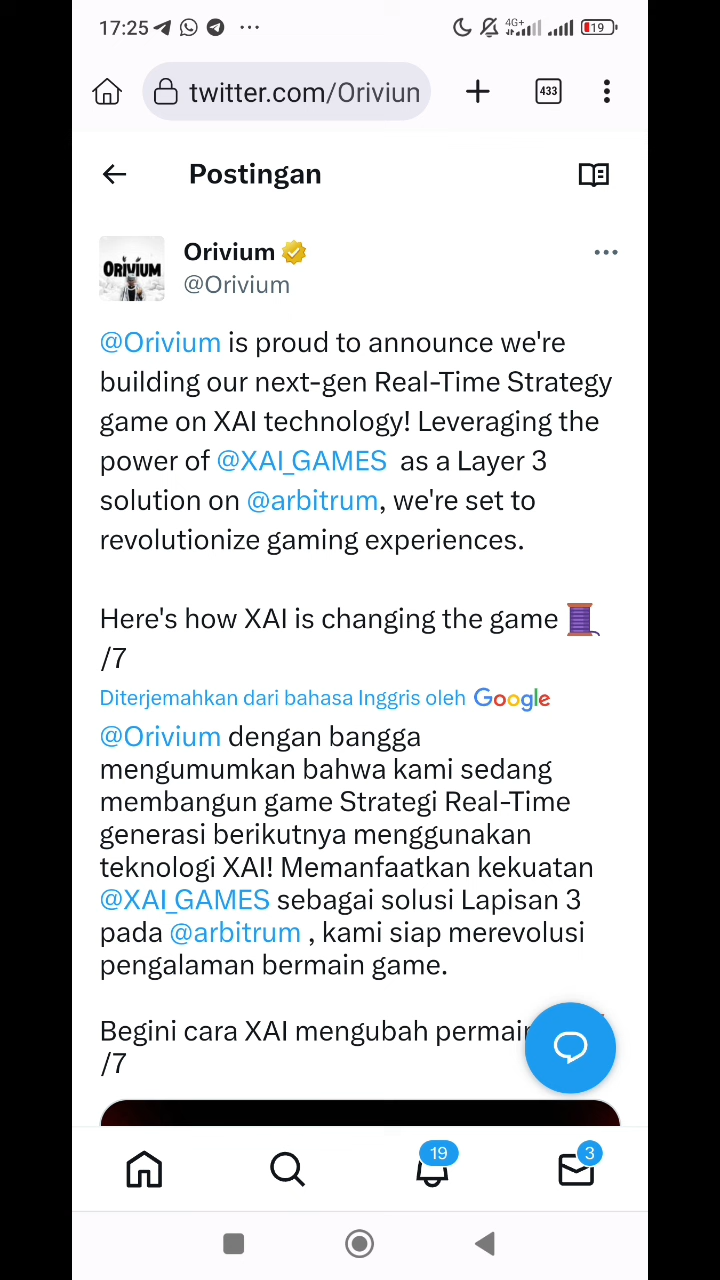 17:25 ... 4G+ 19
twitter.com/Oriviun 433
Postingan
ORIVIUM
Orivium
@Orivium
@Orivium is proud to announce we're
building our next-gen Real-Time Strategy
game on XAI technology! Leveraging the
power of @XAI_GAMES as a Layer 3
solution on @arbitrum, we're set to
revolutionize gaming experiences.
Here's how XAI is changing the game
/7
Diterjemahkan dari bahasa Inggris oleh Google
@Orivium dengan bangga
mengumumkan bahwa kami sedang
membangun game Strategi Real-Time
generasi berikutnya menggunakan
teknologi XAI! Memanfaatkan kekuatan
@XAI_GAMES sebagai solusi Lapisan 3
pada @arbitrum , kami siap merevolusi
pengalaman bermain game.
Begini cara XAI mengubah
/7
19 3